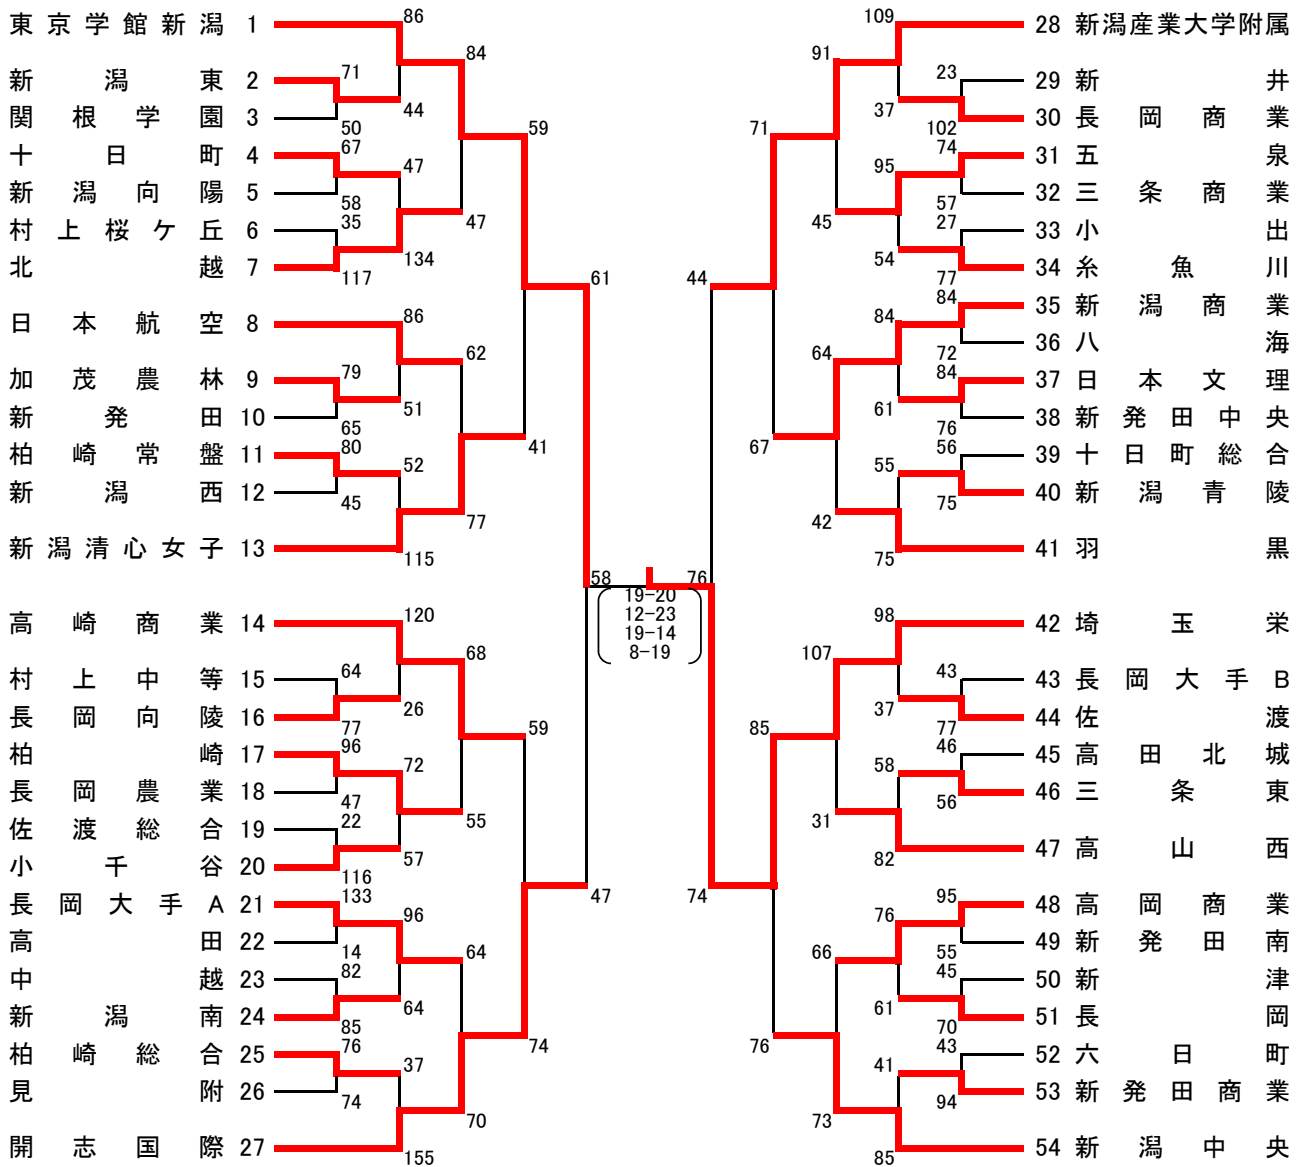 東京学館新潟 1
新潟東 2
関根学園 3
十日町 4
新潟向陽 5
村上桜ケ丘 6
北越 7
日本航空 8
加茂農林 9
新発田 10
柏崎常盤 11
新潟西 12
新潟清心女子 13
高崎商業 14
村上中等 15
長岡向陵 16
柏崎 17
長岡農業 18
佐渡総合 19
小千谷 20
長岡大手A 21
高田 22
中越 23
新潟南 24
柏崎総合 25
見附 26
開志国際 27
71
50
67
58
35
117
79
65
80
45
64
77
96
47
22
116
133
14
82
85
76
74
86
44
47
134
86
51
52
115
120
26
72
57
96
64
37
155
84
47
62
77
68
55
64
70
59
41
59
74
61
47
58
76
19-20
12-23
19-14
8-19
44
74
71
67
85
76
91
45
64
42
107
31
66
73
109
37
95
54
84
61
55
75
98
37
58
82
76
61
41
85
23
102
74
57
27
77
84
72
84
76
56
75
43
77
46
56
95
55
45
70
43
94
28 新潟産業大学附属
29 新井
30 長岡商業
31 五泉
32 三条商業
33 小出
34 糸魚川
35 新潟商業
36 八海
37 日本文理
38 新発田中央
39 十日町総合
40 新潟青陵
41 羽黒
42 埼玉栄
43 長岡大手B
44 佐渡
45 高田北城
46 三条東
47 高山西
48 高岡商業
49 新発田南
50 新津
51 長岡
52 六日町
53 新発田商業
54 新潟中央